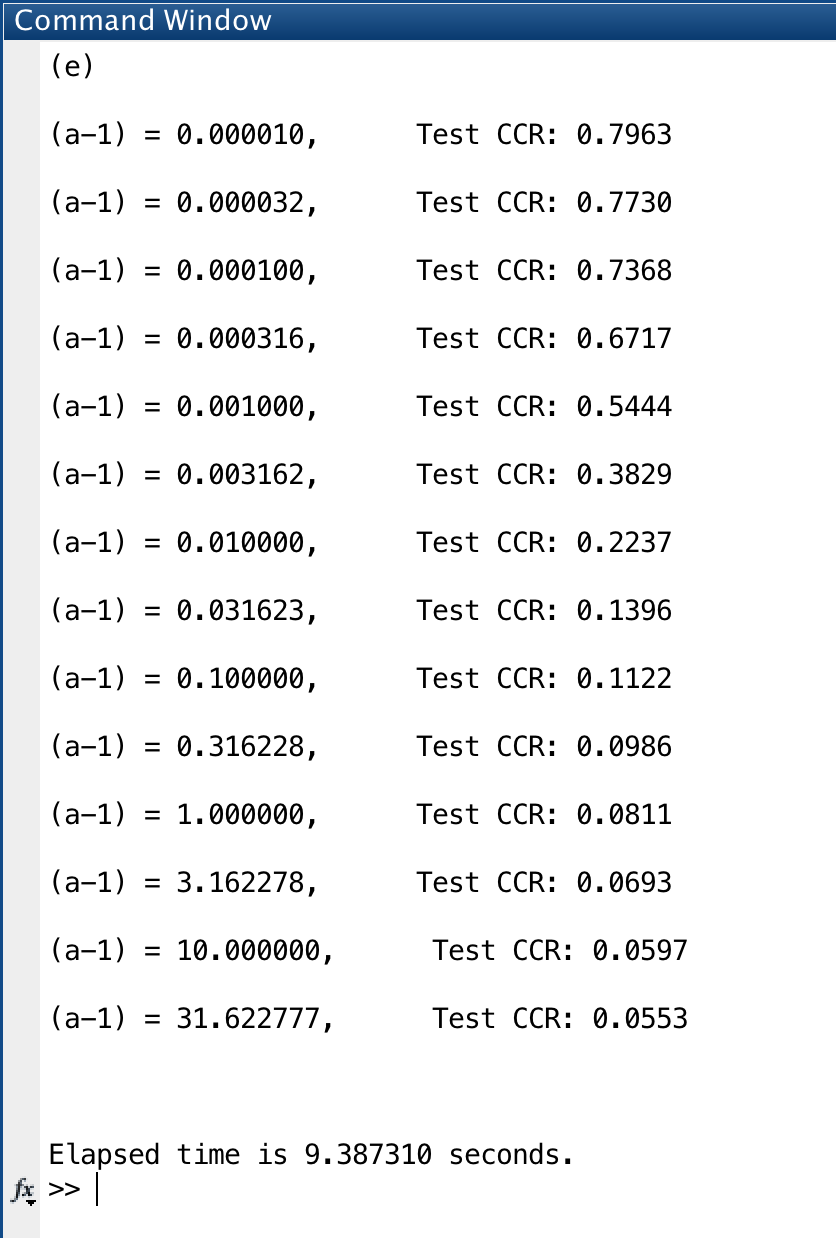 Command Window
(e)
(a−1) = 0.000010,      Test CCR: 0.7963
(a−1) = 0.000032,      Test CCR: 0.7730
(a−1) = 0.000100,      Test CCR: 0.7368
(a−1) = 0.000316,      Test CCR: 0.6717
(a−1) = 0.001000,      Test CCR: 0.5444
(a−1) = 0.003162,      Test CCR: 0.3829
(a−1) = 0.010000,      Test CCR: 0.2237
(a−1) = 0.031623,      Test CCR: 0.1396
(a−1) = 0.100000,      Test CCR: 0.1122
(a−1) = 0.316228,      Test CCR: 0.0986
(a−1) = 1.000000,      Test CCR: 0.0811
(a−1) = 3.162278,      Test CCR: 0.0693
(a−1) = 10.000000,      Test CCR: 0.0597
(a−1) = 31.622777,      Test CCR: 0.0553
Elapsed time is 9.387310 seconds.
fx >>